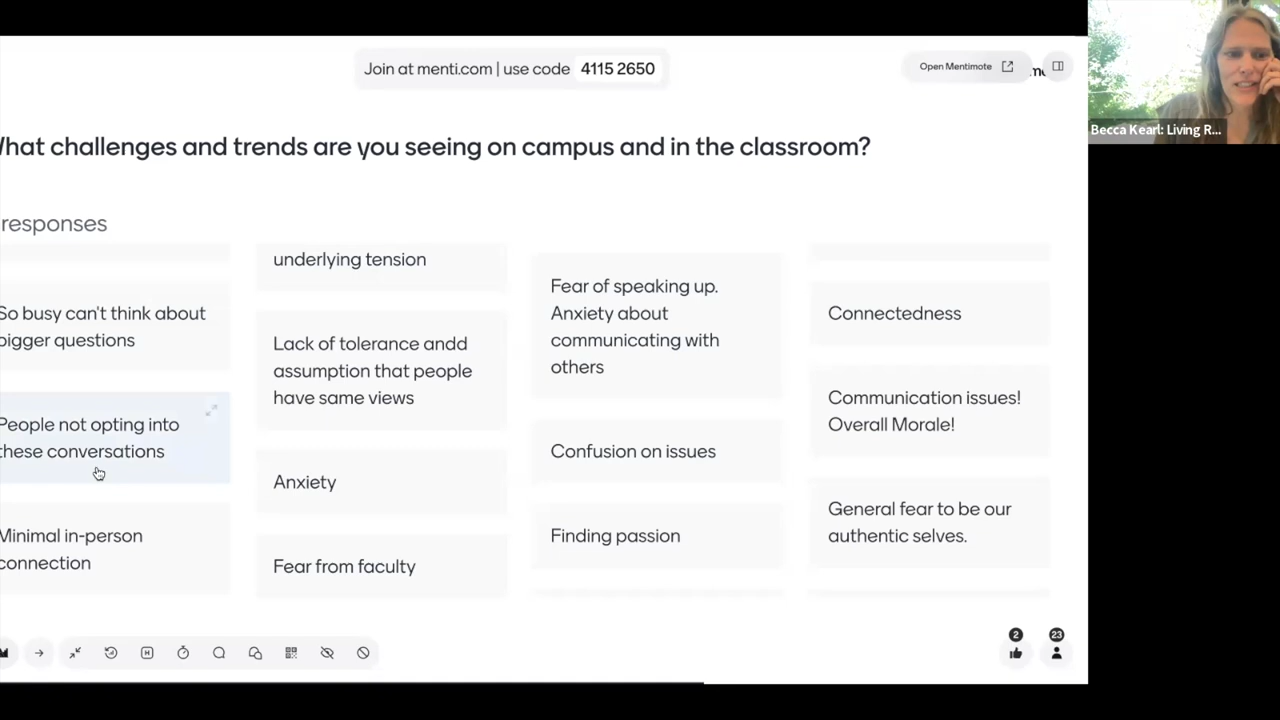 Join at menti.com | use code 4115 2650
Open Mentimote
Becca Kearl: Living R...
hat challenges and trends are you seeing on campus and in the classroom?
responses
So busy can't think about
bigger questions
People not opting into
these conversations
Minimal in-person
connection
underlying tension
Lack of tolerance andd
assumption that people
have same views
Anxiety
Fear from faculty
Fear of speaking up.
Anxiety about
communicating with
others
Confusion on issues
Finding passion
Connectedness
Communication issues!
Overall Morale!
General fear to be our
authentic selves.
2
23